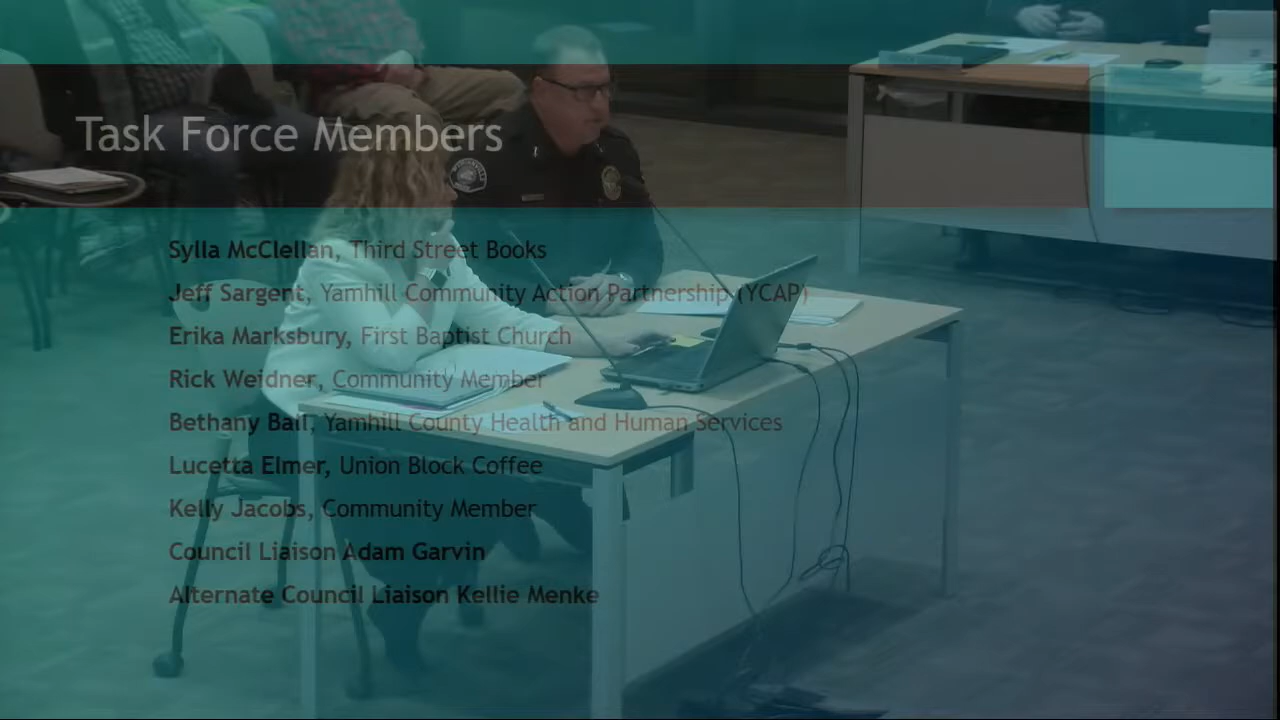 Task Force Members
Sylla McClellan, Third Street Books
Jeff Sargent, Yamhill Community Action Partnership (YCAP)
Erika Marksbury, First Baptist Church
Rick Weidner, Community Member
Bethany Bail, Yamhill County Health and Human Services
Lucetta Elmer, Union Block Coffee
Kelly Jacobs, Community Member
Council Liaison Adam Garvin
Alternate Council Liaison Kellie Menke